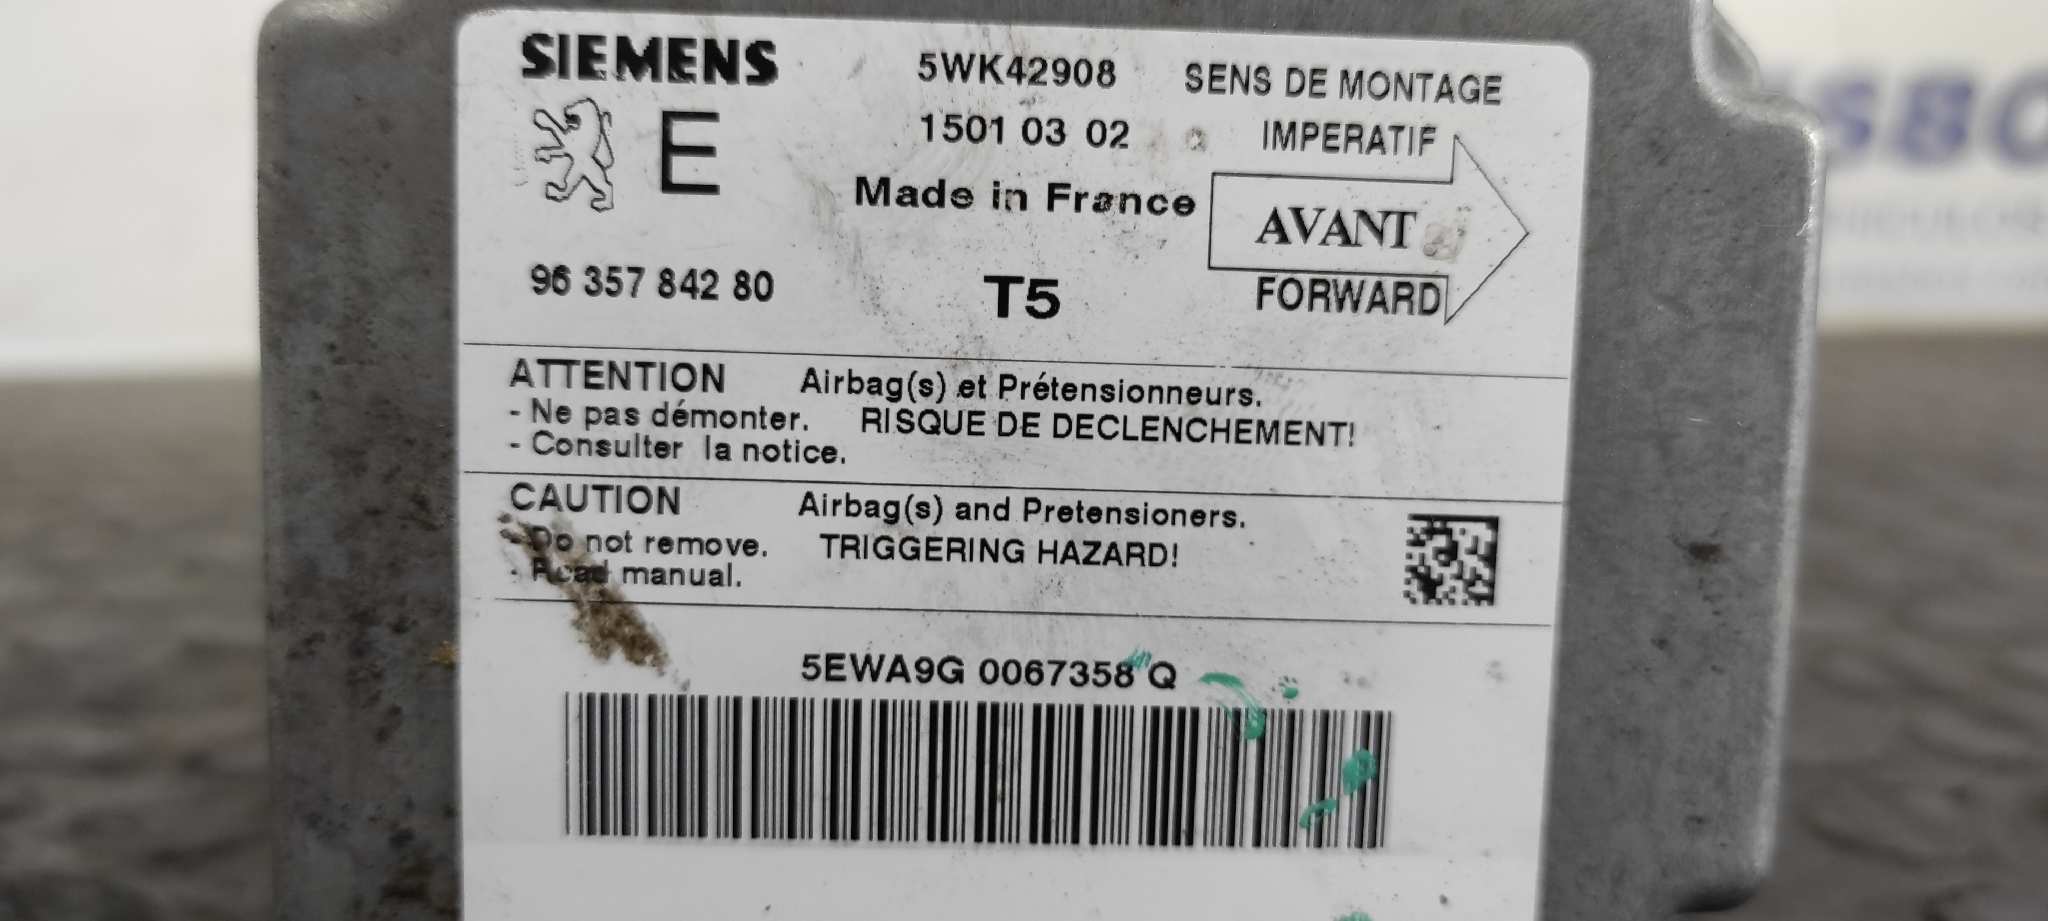 SIEMENS
5WK42908
SENS DE MONTAGE
E
1501 03 02
IMPERATIF
Made in France
AVANT
96 357 842 80
T5
FORWARD
ATTENTION Airbag(s) et Prétensionneurs.
- Ne pas démonter. RISQUE DE DECLENCHEMENT!
- Consulter la notice.
CAUTION Airbag(s) and Pretensioners.
- Do not remove. TRIGGERING HAZARD!
- Read manual.
5EWA9G 0067358 Q